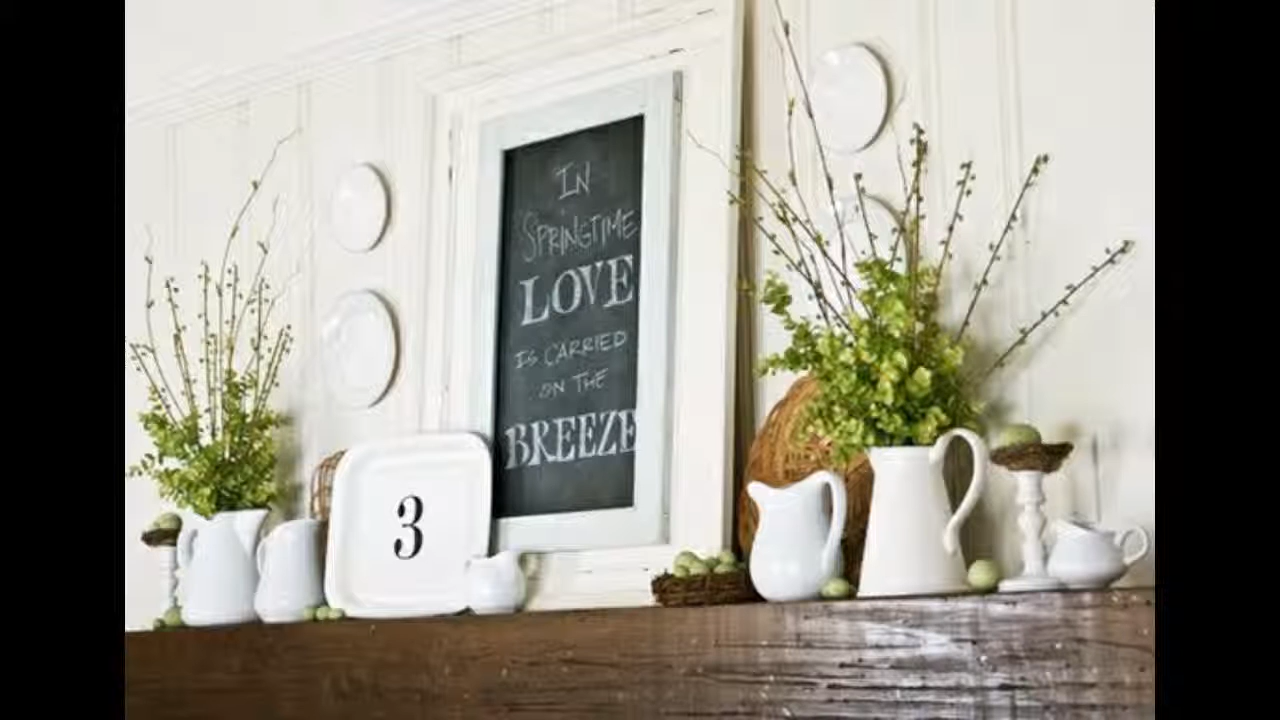 IN
SPRINGTIME
LOVE
IS CARRIED
ON THE
BREEZE
3